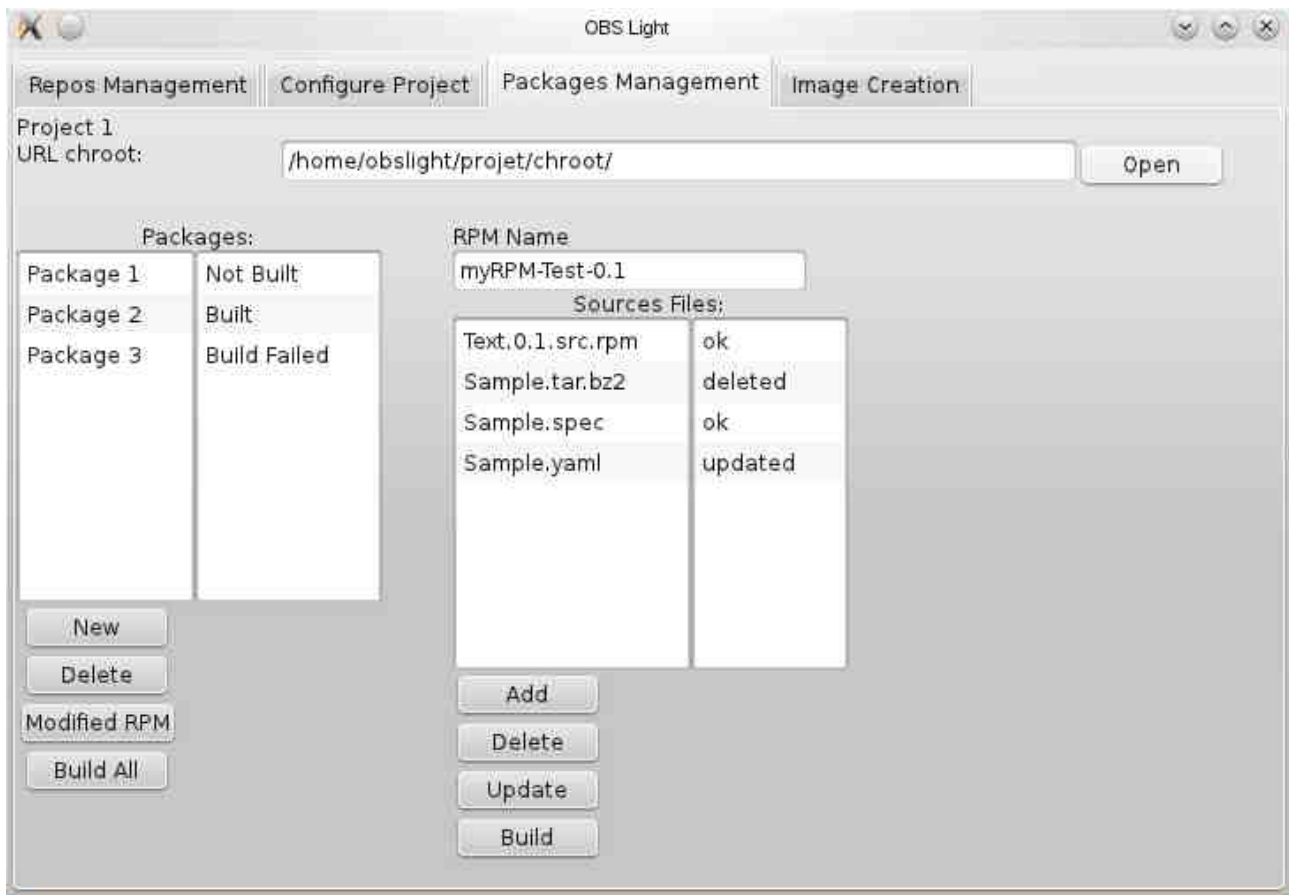 OBS Light
Repos Management
Configure Project
Packages Management
Image Creation
Project 1
URL chroot:
/home/obslight/projet/chroot/
Open
Packages:
Package 1 Not Built
Package 2 Built
Package 3 Build Failed
New
Delete
Modified RPM
Build All
RPM Name
myRPM-Test-0.1
Sources Files:
Text.0.1.src.rpm ok
Sample.tar.bz2 deleted
Sample.spec ok
Sample.yaml updated
Add
Delete
Update
Build